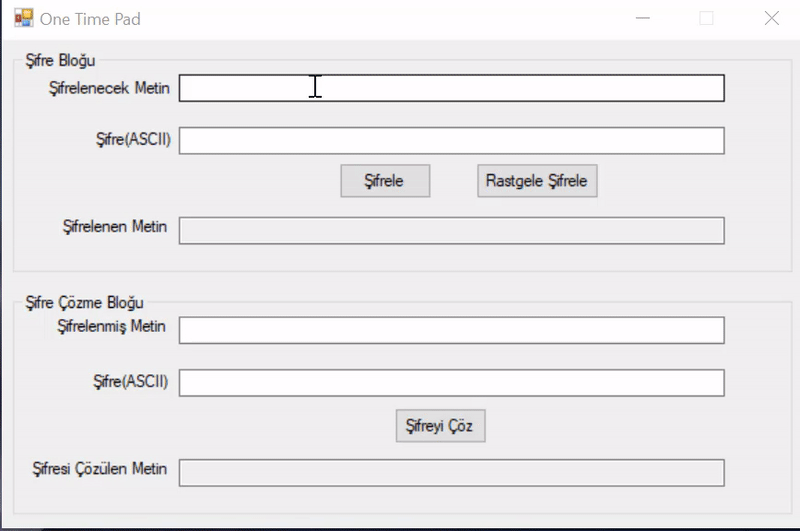 One Time Pad
Şifre Bloğu
Şifrelenecek Metin
Şifre(ASCII)
Şifrele
Rastgele Şifrele
Şifrelenen Metin
Şifre Çözme Bloğu
Şifrelenmiş Metin
Şifre(ASCII)
Şifreyi Çöz
Şifresi Çözülen Metin